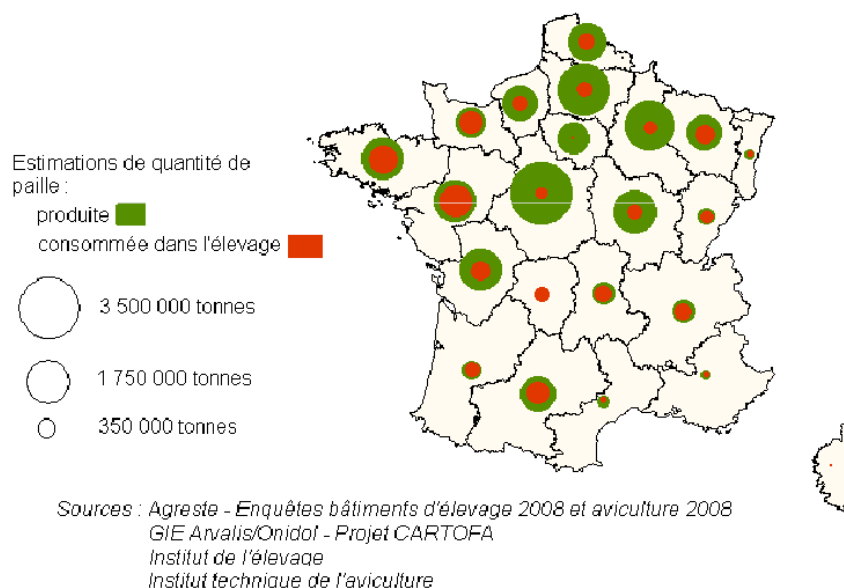 Estimations de quantité de
paille :
produite
consommée dans l'élevage
3 500 000 tonnes
1 750 000 tonnes
350 000 tonnes
Sources : Agreste - Enquêtes bâtiments d'élevage 2008 et aviculture 2008
GIE Arvalis/Onidol - Projet CARTOFA
Institut de l'élevage
Institut technique de l'aviculture